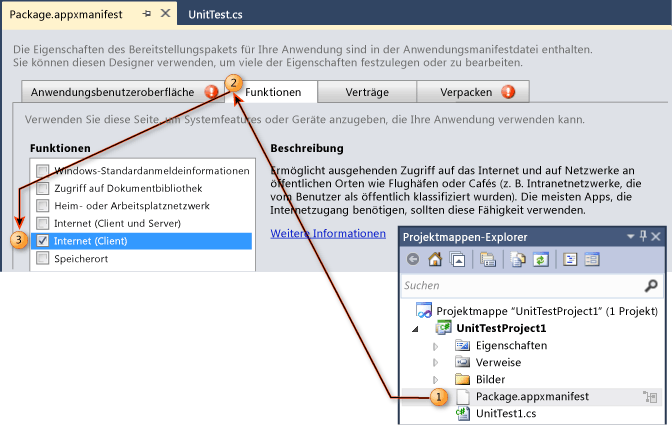 Package.appxmanifest
UnitTest.cs
Die Eigenschaften des Bereitstellungspakets für Ihre Anwendung sind in der Anwendungsmanifestdatei enthalten.
Sie können diesen Designer verwenden, um viele der Eigenschaften festzulegen oder zu bearbeiten.
Anwendungsbenutzeroberfläche
2
Funktionen
Verträge
Verpacken
Verwenden Sie diese Seite, um Systemfeatures oder Geräte anzugeben, die Ihre Anwendung verwenden kann.
Funktionen
Windows-Standardanmeldeinformationen
Zugriff auf Dokumentbibliothek
Heim- oder Arbeitsplatznetzwerk
Internet (Client und Server)
3
Internet (Client)
Speicherort
Beschreibung
Ermöglicht ausgehenden Zugriff auf das Internet und auf Netzwerke an
öffentlichen Orten wie Flughäfen oder Cafés (z. B. Intranetnetzwerke, die
vom Benutzer als öffentlich klassifiziert wurden). Die meisten Apps, die
Internetzugang benötigen, sollten diese Fähigkeit verwenden.
Weitere Informationen
Projektmappen-Explorer
Suchen
Projektmappe "UnitTestProject1" (1 Projekt)
UnitTestProject1
Eigenschaften
Verweise
Bilder
1
Package.appxmanifest
UnitTest1.cs